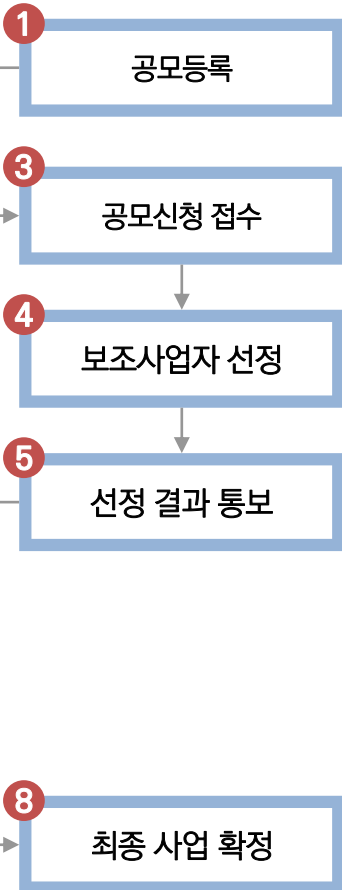 1
공모등록
3
공모신청 접수
4
보조사업자 선정
5
선정 결과 통보
8
최종 사업 확정